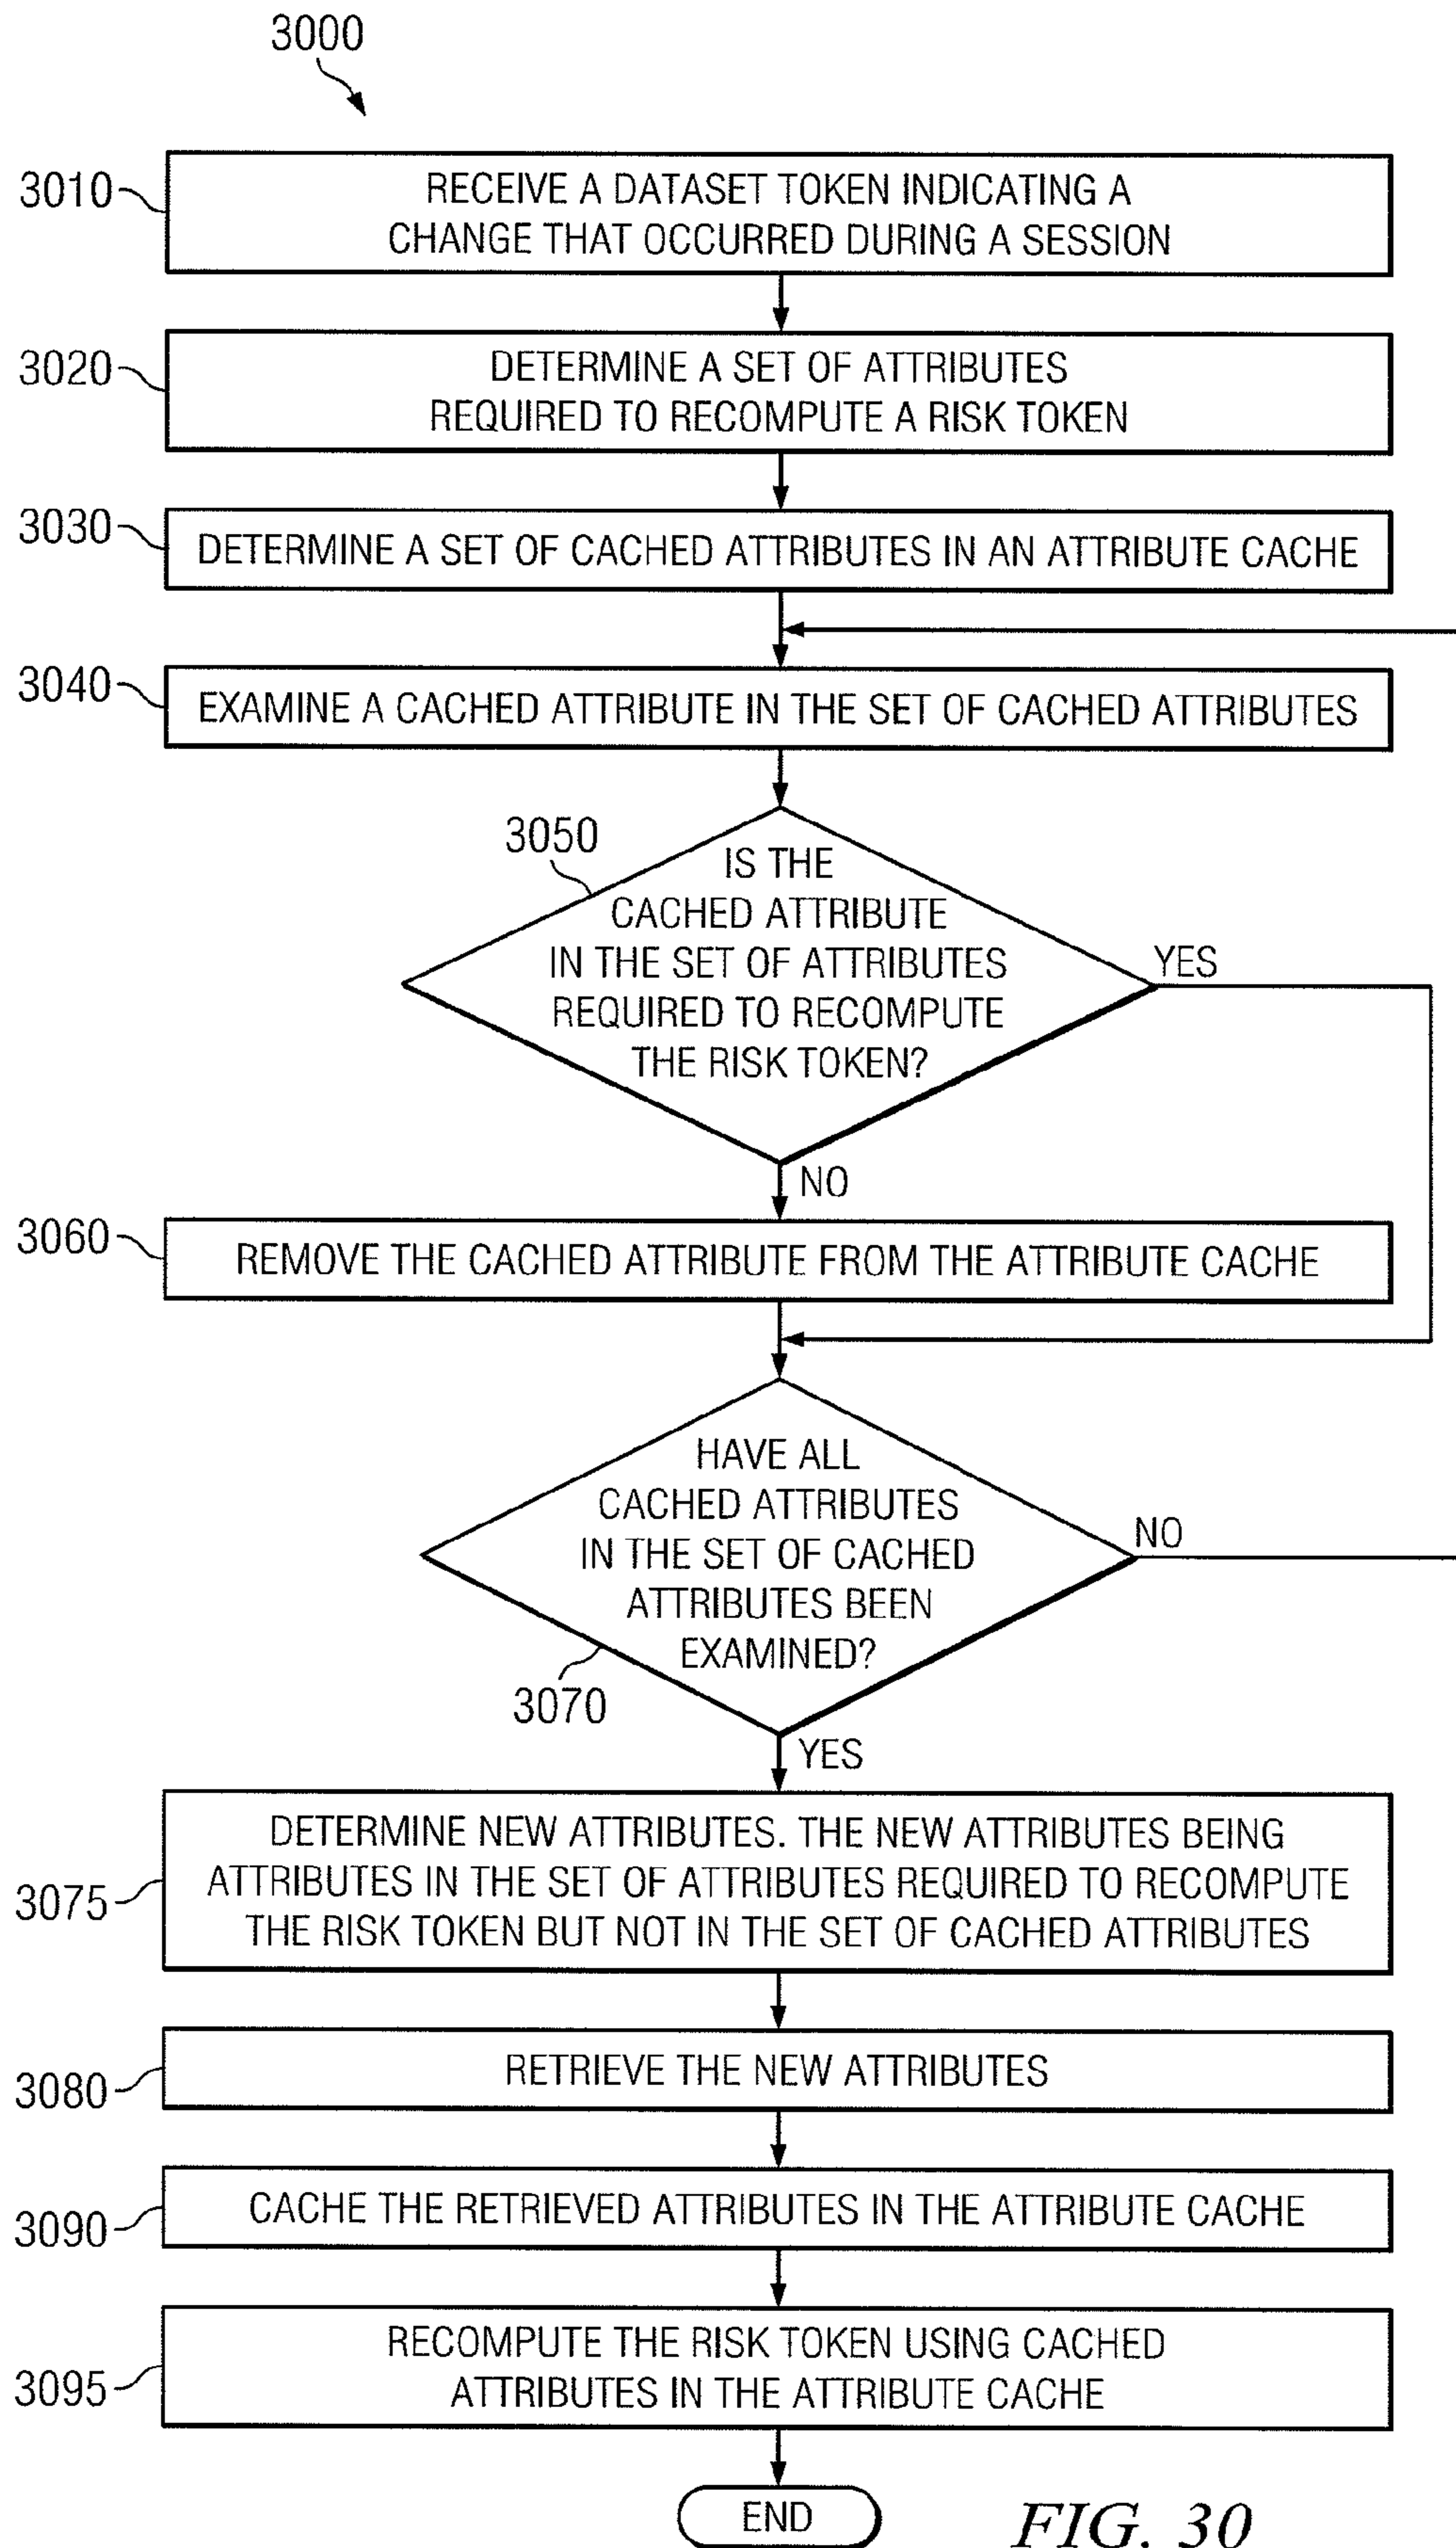 3000
3010
RECEIVE A DATASET TOKEN INDICATING A
CHANGE THAT OCCURRED DURING A SESSION
3020
DETERMINE A SET OF ATTRIBUTES
REQUIRED TO RECOMPUTE A RISK TOKEN
3030
DETERMINE A SET OF CACHED ATTRIBUTES IN AN ATTRIBUTE CACHE
3040
EXAMINE A CACHED ATTRIBUTE IN THE SET OF CACHED ATTRIBUTES
3050
IS THE
CACHED ATTRIBUTE
IN THE SET OF ATTRIBUTES
REQUIRED TO RECOMPUTE
THE RISK TOKEN?
YES
NO
3060
REMOVE THE CACHED ATTRIBUTE FROM THE ATTRIBUTE CACHE
HAVE ALL
CACHED ATTRIBUTES
IN THE SET OF CACHED
ATTRIBUTES BEEN
EXAMINED?
NO
3070
YES
3075
DETERMINE NEW ATTRIBUTES. THE NEW ATTRIBUTES BEING
ATTRIBUTES IN THE SET OF ATTRIBUTES REQUIRED TO RECOMPUTE
THE RISK TOKEN BUT NOT IN THE SET OF CACHED ATTRIBUTES
3080
RETRIEVE THE NEW ATTRIBUTES
3090
CACHE THE RETRIEVED ATTRIBUTES IN THE ATTRIBUTE CACHE
3095
RECOMPUTE THE RISK TOKEN USING CACHED
ATTRIBUTES IN THE ATTRIBUTE CACHE
END
FIG. 30